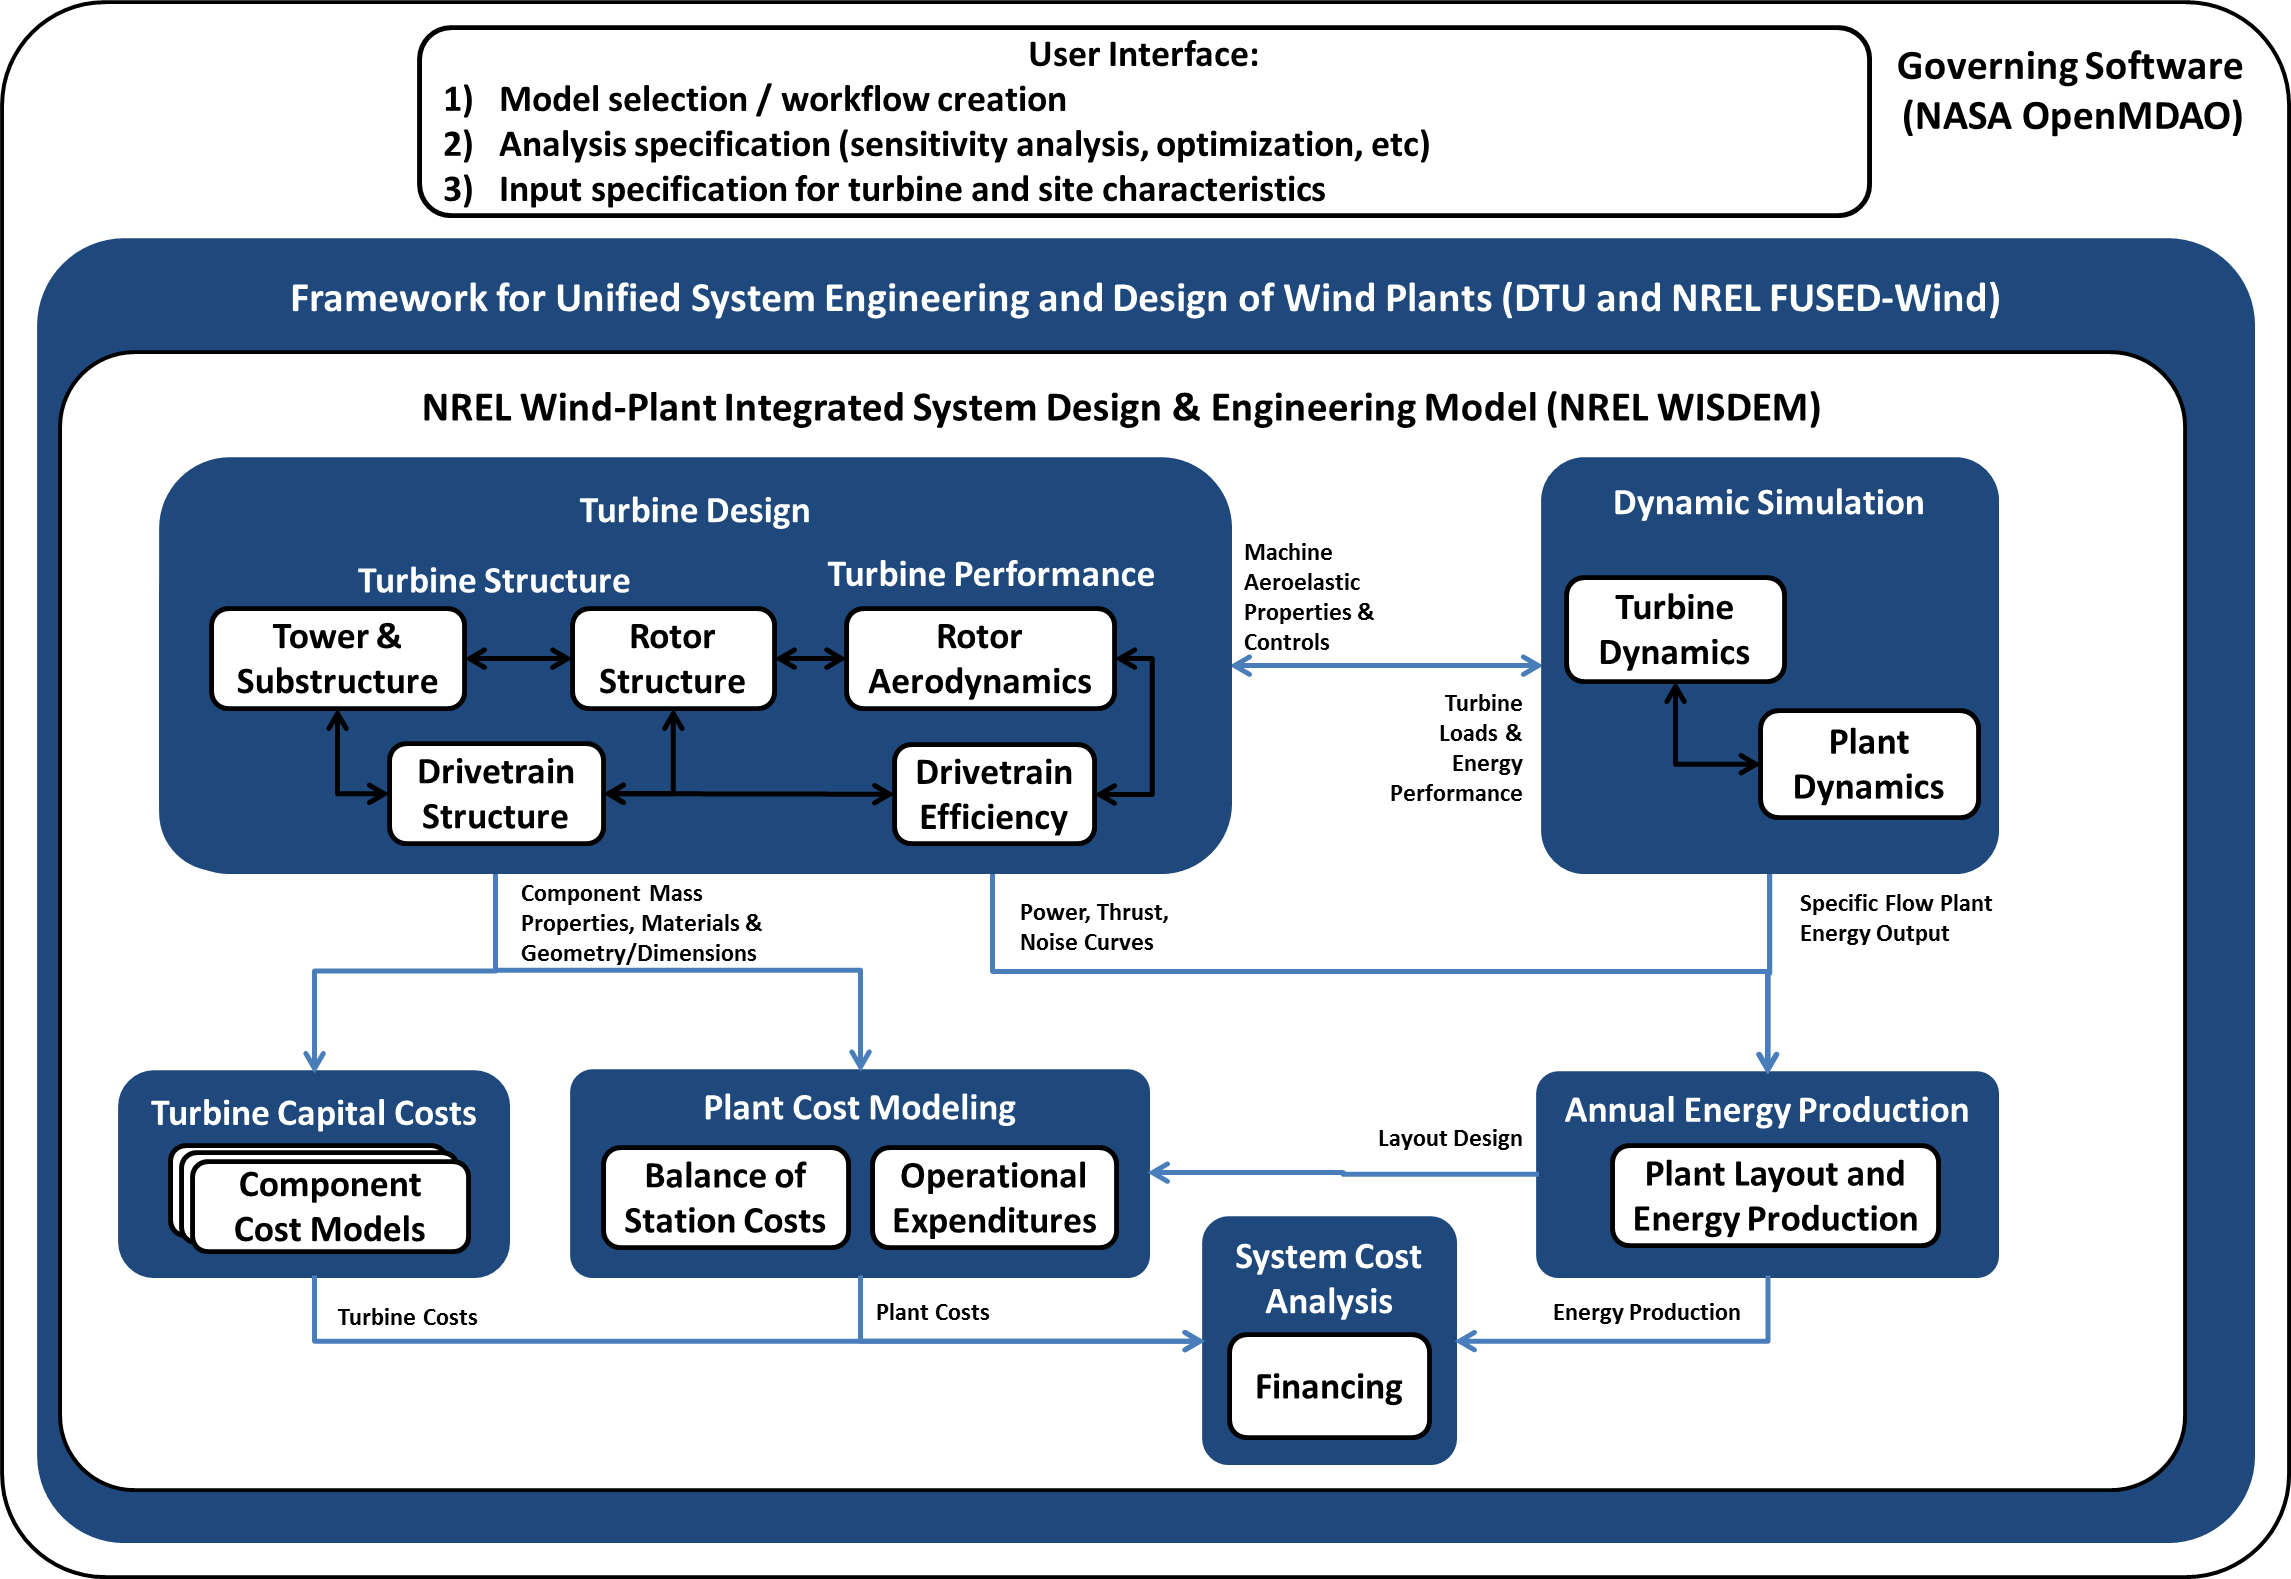 User Interface:
1) Model selection / workflow creation
2) Analysis specification (sensitivity analysis, optimization, etc)
3) Input specification for turbine and site characteristics
Governing Software
(NASA OpenMDAO)
Framework for Unified System Engineering and Design of Wind Plants (DTU and NREL FUSED-Wind)
NREL Wind-Plant Integrated System Design & Engineering Model (NREL WISDEM)
Turbine Design
Turbine Structure
Turbine Performance
Tower &
Substructure
Rotor
Structure
Rotor
Aerodynamics
Drivetrain
Structure
Drivetrain
Efficiency
Machine
Aeroelastic
Properties &
Controls
Turbine
Loads &
Energy
Performance
Dynamic Simulation
Turbine
Dynamics
Plant
Dynamics
Component Mass
Properties, Materials &
Geometry/Dimensions
Power, Thrust,
Noise Curves
Specific Flow Plant
Energy Output
Turbine Capital Costs
Component
Cost Models
Plant Cost Modeling
Balance of
Station Costs
Operational
Expenditures
Layout Design
Annual Energy Production
Plant Layout and
Energy Production
System Cost
Analysis
Financing
Turbine Costs
Plant Costs
Energy Production